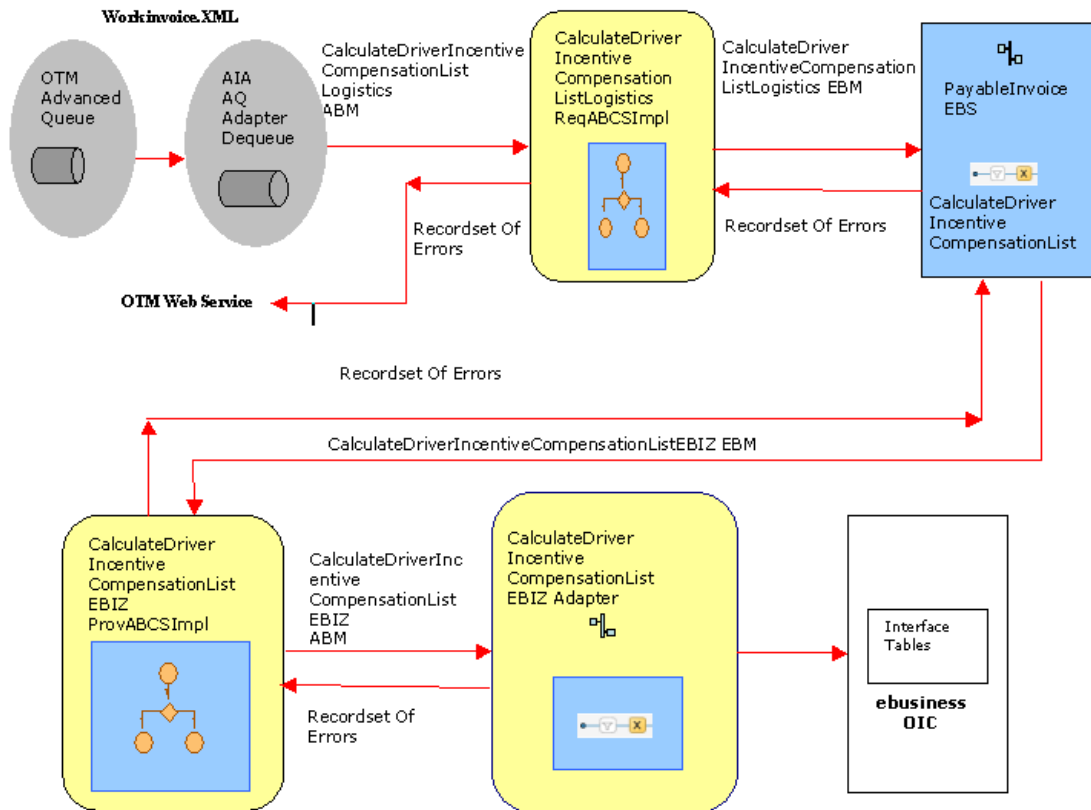 Workinvoice.XML
OTM
Advanced
Queue
AIA
AQ
Adapter
Dequeue
CalculateDriverIncentive
CompensationList
Logistics
ABM
CalculateDriver
Incentive
Compensation
ListLogistics
ReqABCSImpl
CalculateDriver
IncentiveCompensation
ListLogistics EBM
PayableInvoice
EBS
CalculateDriver
Incentive
CompensationList
Recordset Of
Errors
Recordset Of
Errors
OTM Web Service
Recordset Of Errors
CalculateDriverIncentiveCompensationListEBIZ EBM
CalculateDriver
Incentive
CompensationList
EBIZ
ProvABCSImpl
CalculateDriverInc
entive
CompensationList
EBIZ
ABM
Recordset Of
Errors
CalculateDriver
Incentive
CompensationList
EBIZ Adapter
Interface
Tables
ebusiness
OIC